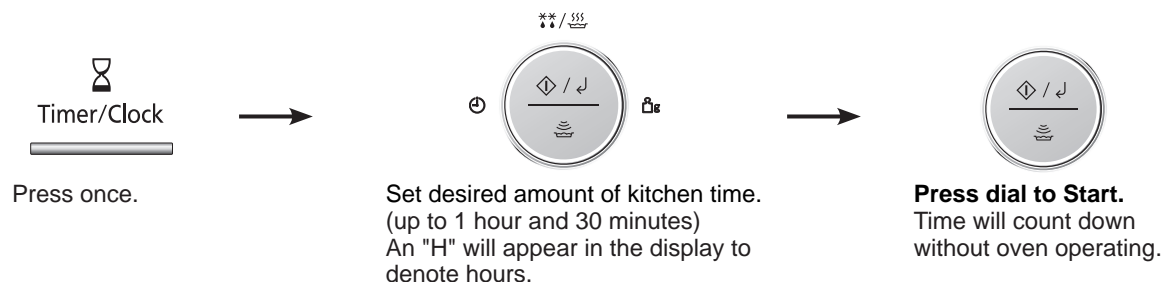 Timer/Clock
Press once.
g
Set desired amount of kitchen time.
(up to 1 hour and 30 minutes)
An "H" will appear in the display to
denote hours.
Press dial to Start.
Time will count down
without oven operating.